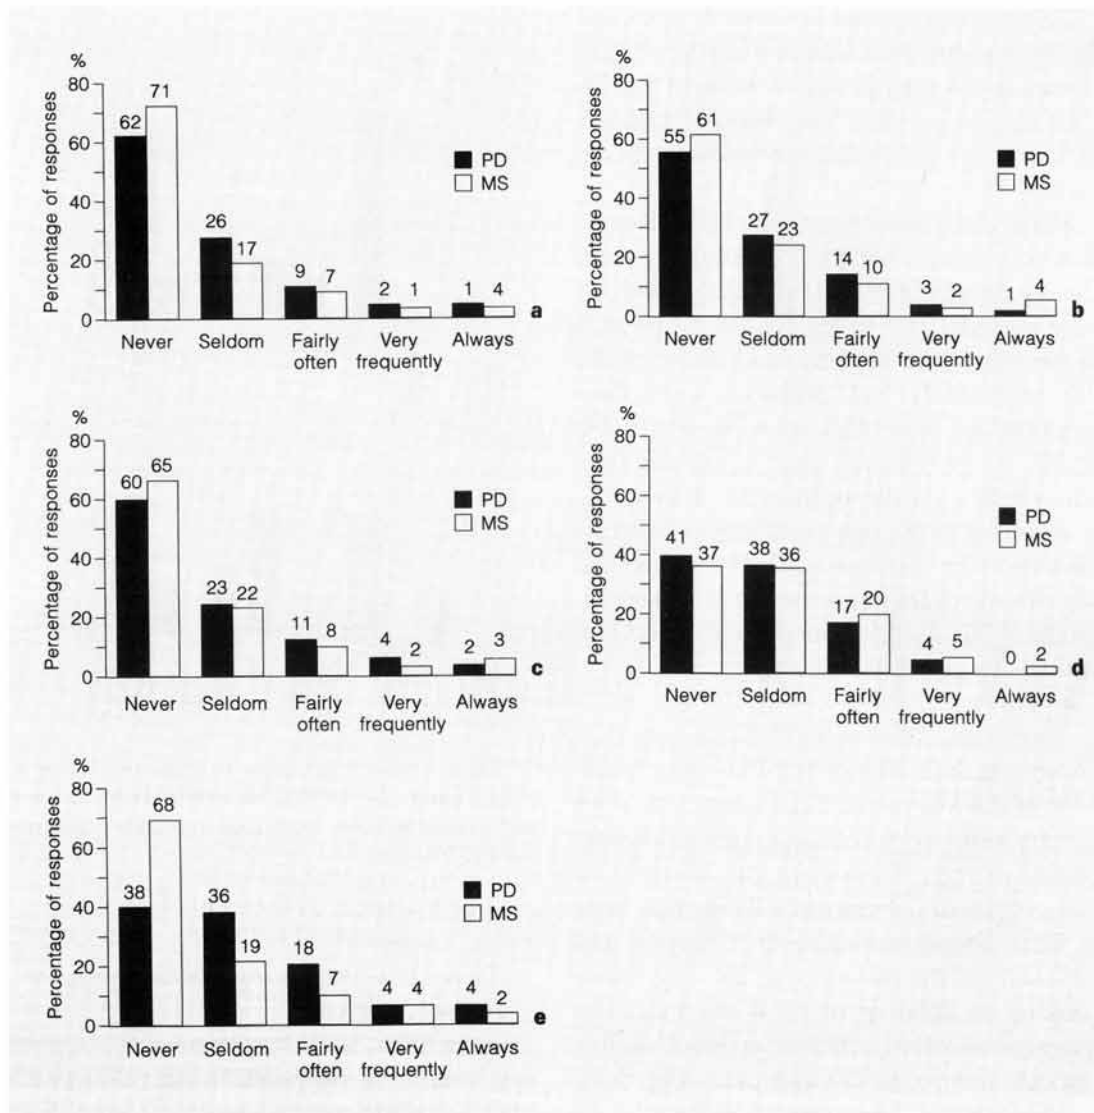 %
Percentage of responses
80
60
40
20
0
62 71
26 17
9 7
2 1
1 4
PD
MS
a
Never Seldom Fairly often Very frequently Always
%
Percentage of responses
80
60
40
20
0
55 61
27 23
14 10
3 2
1 4
PD
MS
b
Never Seldom Fairly often Very frequently Always
%
Percentage of responses
80
60
40
20
0
60 65
23 22
11 8
4 2
2 3
PD
MS
c
Never Seldom Fairly often Very frequently Always
%
Percentage of responses
80
60
40
20
0
41 37
38 36
17 20
4 5
0 2
PD
MS
d
Never Seldom Fairly often Very frequently Always
%
Percentage of responses
80
60
40
20
0
38 68
36 19
18 7
4 4
4 2
PD
MS
e
Never Seldom Fairly often Very frequently Always